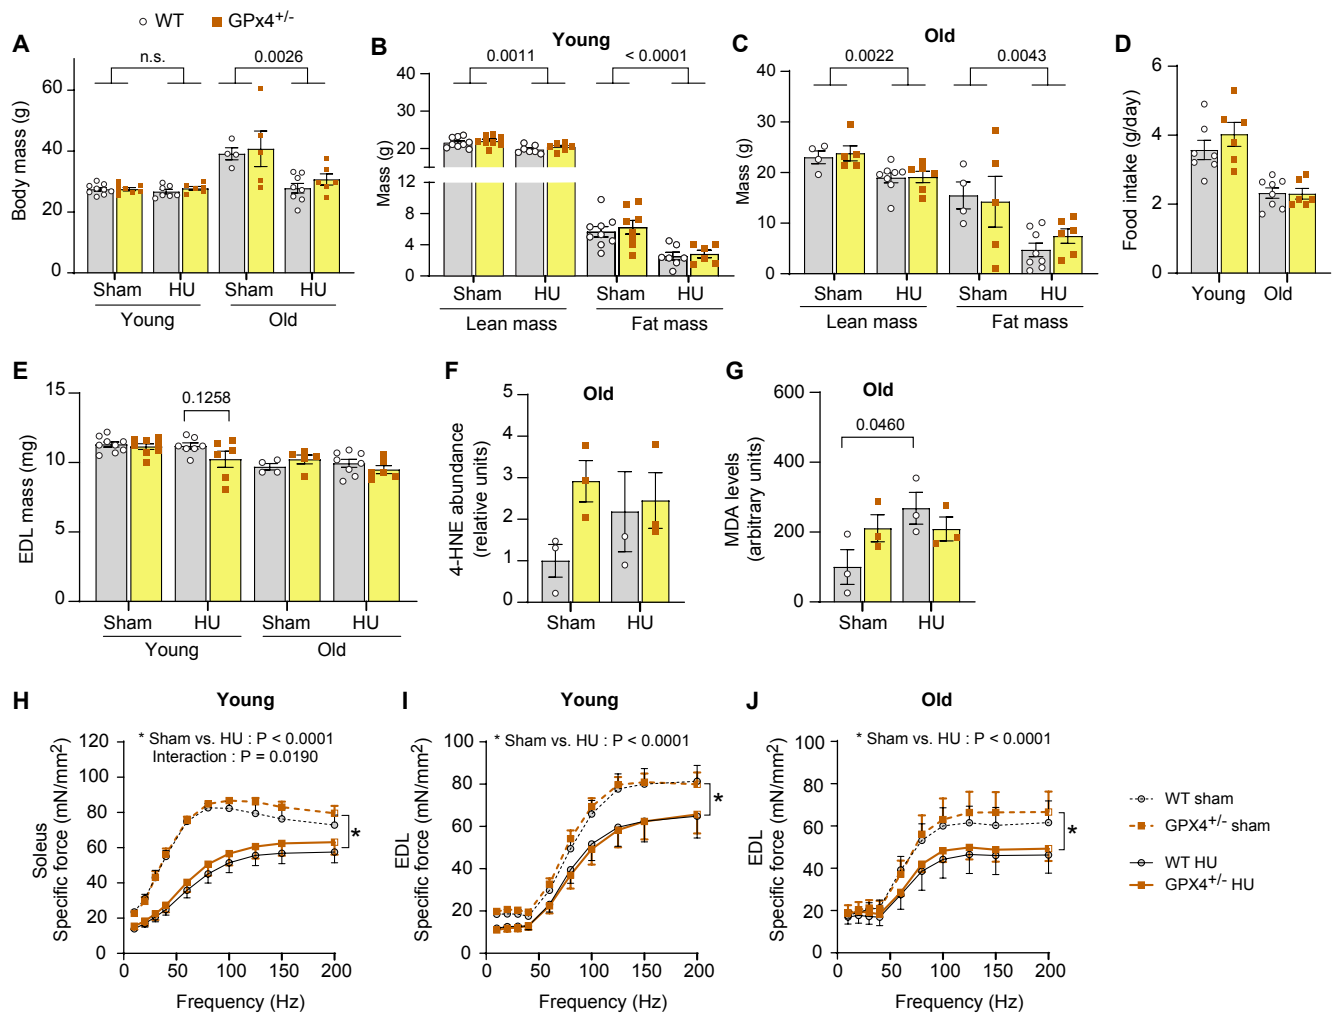 WT GPx4+/-
A
n.s. 0.0026
Body mass (g)
60
40
20
0
Sham HU Sham HU
Young Old
B Young
0.0011 < 0.0001
Mass (g)
40
30
20
12
8
4
0
Sham HU Sham HU
Lean mass Fat mass
C Old
0.0022 0.0043
Mass (g)
40
30
20
10
0
Sham HU Sham HU
Lean mass Fat mass
D
Food intake (g/day)
6
4
2
0
Young Old
E
EDL mass (mg)
15
10
5
0
0.1258
Sham HU Sham HU
Young Old
F
Old
4-HNE abundance
(relative units)
5
4
3
2
1
0
Sham HU
G
Old
MDA levels
(arbitrary units)
600
400
200
0
0.0460
Sham HU
H Young
* Sham vs. HU : P < 0.0001
Interaction : P = 0.0190
Soleus
Specific force (mN/mm2)
120
100
80
60
40
20
0
*
0 50 100 150 200
Frequency (Hz)
I Young
* Sham vs. HU : P < 0.0001
EDL
Specific force (mN/mm2)
100
80
60
40
20
0
*
0 50 100 150 200
Frequency (Hz)
J Old
* Sham vs. HU : P < 0.0001
EDL
Specific force (mN/mm2)
100
80
60
40
20
0
*
0 50 100 150 200
Frequency (Hz)
WT sham
GPX4+/- sham
WT HU
GPX4+/- HU